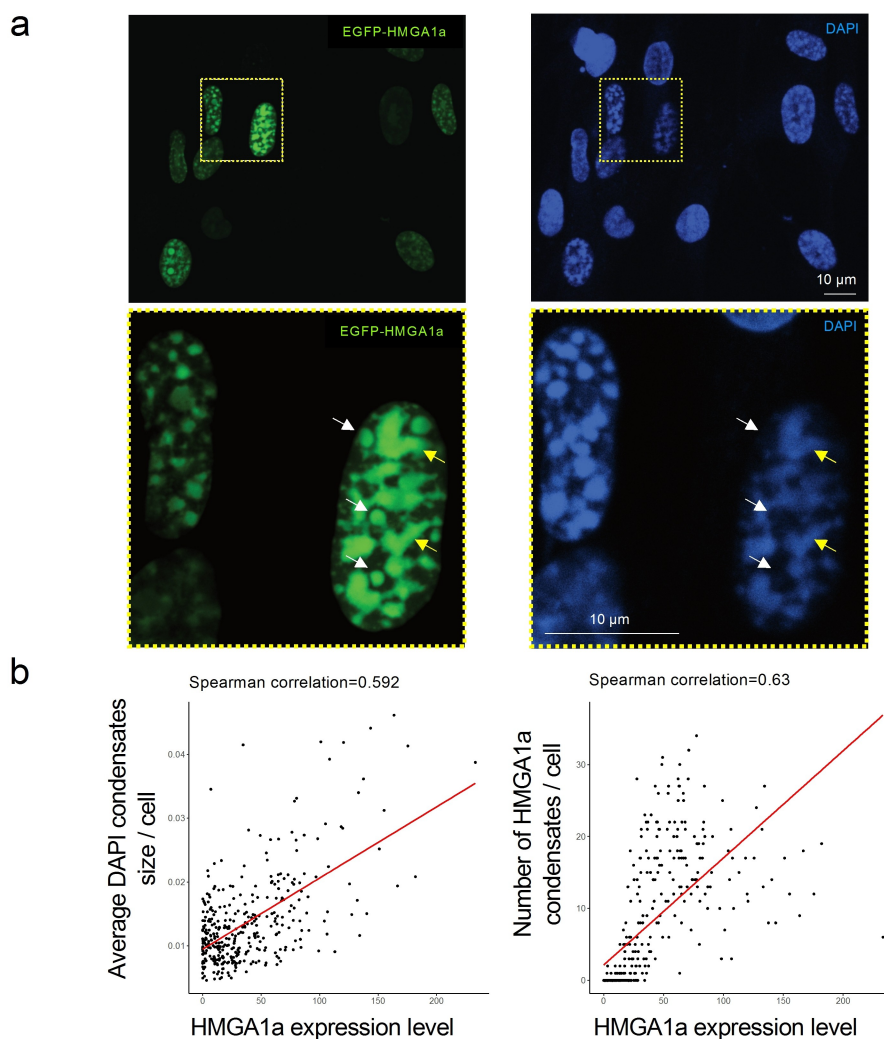 a
EGFP-HMGA1a
DAPI
10 µm
EGFP-HMGA1a
DAPI
10 µm
b
Spearman correlation=0.592
Average DAPI condensates
size / cell
0.04
0.03
0.02
0.01
0
50
100
150
200
HMGA1a expression level
Spearman correlation=0.63
Number of HMGA1a
condensates / cell
30
20
10
0
0
50
100
150
200
HMGA1a expression level